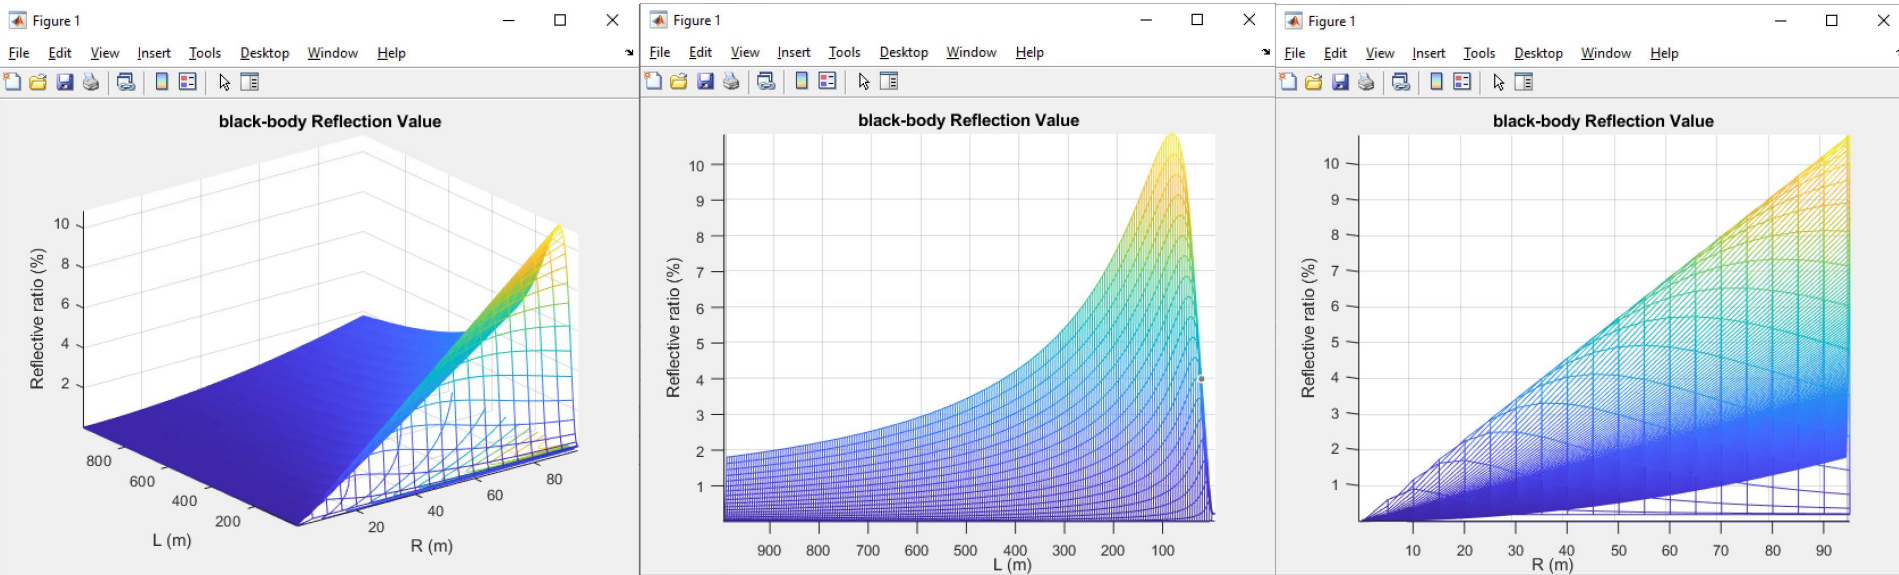 Figure 1
File Edit View Insert Tools Desktop Window Help
black-body Reflection Value
10
8
6
4
2
Reflective ratio (%)
800
600
400
200
L (m)
20
40
60
80
R (m)
Figure 1
File Edit View Insert Tools Desktop Window Help
black-body Reflection Value
10
9
8
7
6
5
4
3
2
1
Reflective ratio (%)
900 800 700 600 500 400 300 200 100
L (m)
Figure 1
File Edit View Insert Tools Desktop Window Help
black-body Reflection Value
10
9
8
7
6
5
4
3
2
1
Reflective ratio (%)
10 20 30 40 50 60 70 80 90
R (m)